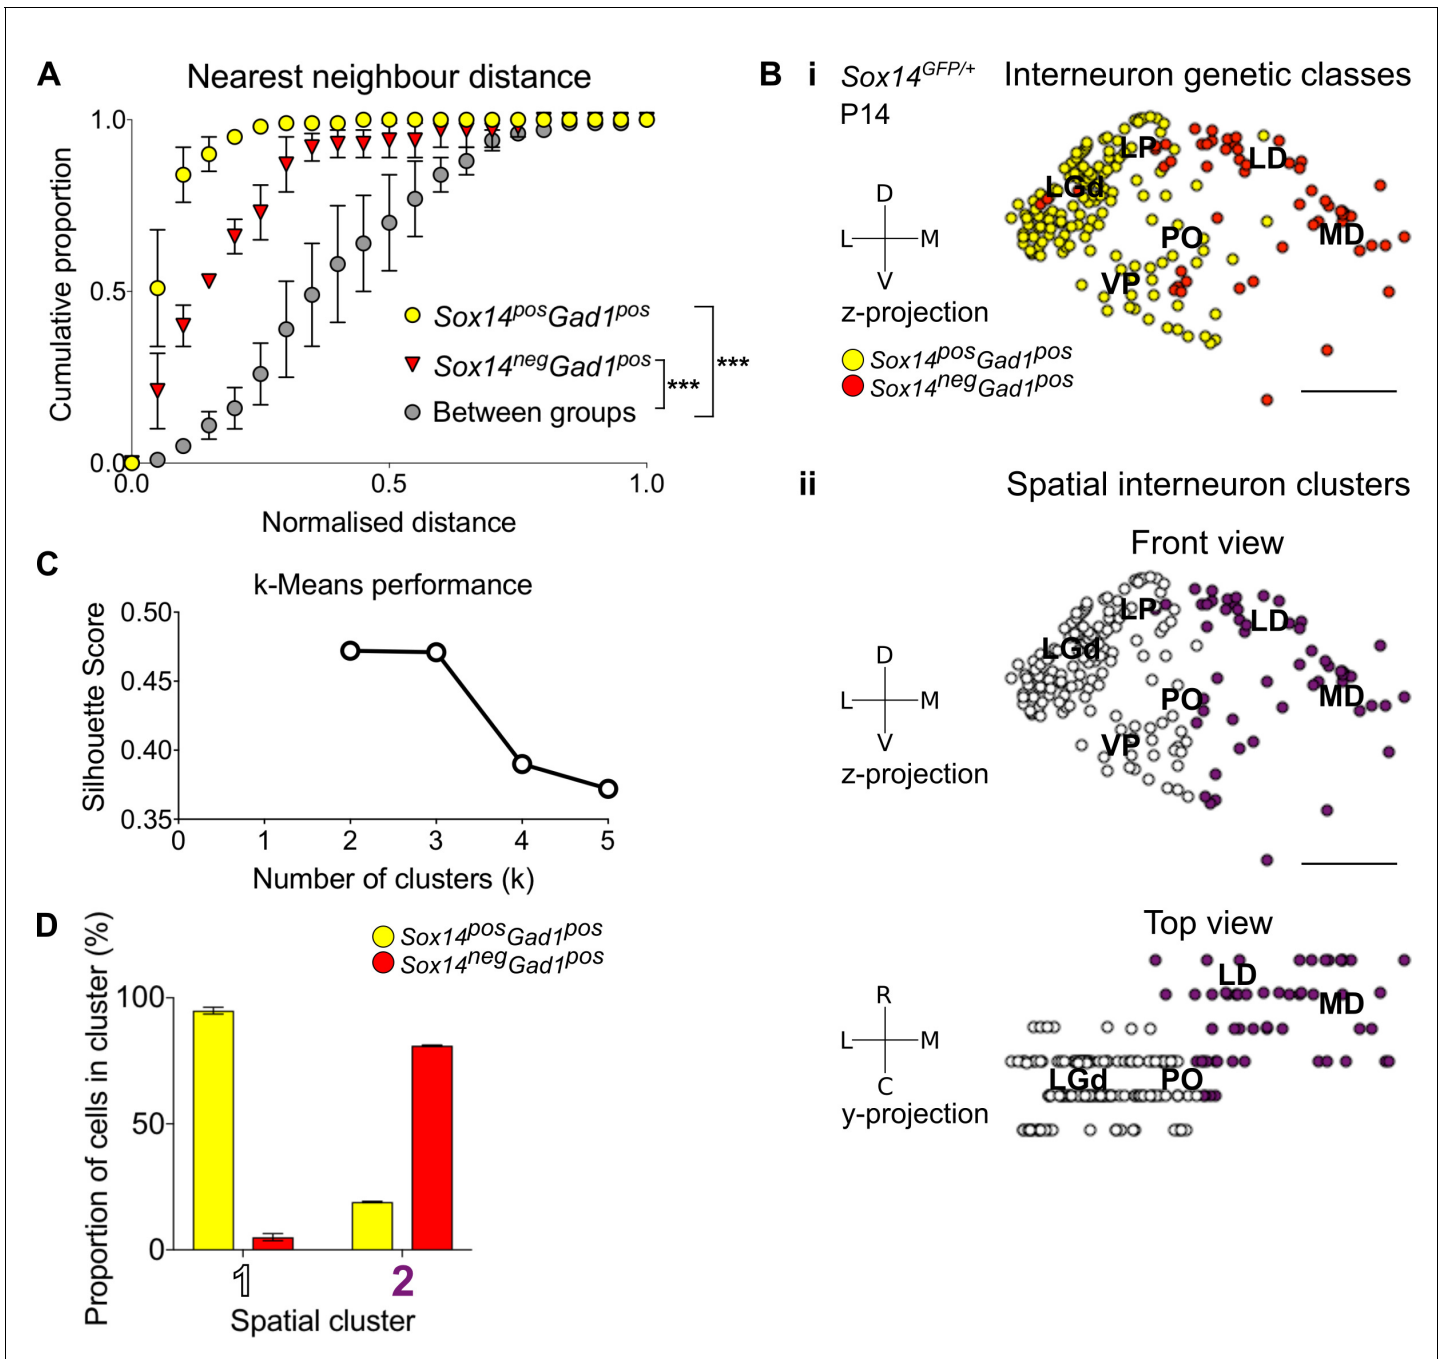 A
Nearest neighbour distance
1.0
0.5
0.0
0.0 0.5 1.0
Cumulative proportion
Normalised distance
Sox14posGad1pos
Sox14negGad1pos
Between groups
***
***
B i Sox14GFP/+ Interneuron genetic classes
P14
D
L M
V
z-projection
Sox14posGad1pos
Sox14negGad1pos
LP
LD
LGd
PO
MD
VP
ii Spatial interneuron clusters
Front view
D
L M
V
z-projection
LP
LD
LGd
PO
MD
VP
Top view
R
L M
C
y-projection
LD
MD
LGd PO
C
k-Means performance
Silhouette Score
0.50
0.45
0.40
0.35
0 1 2 3 4 5
Number of clusters (k)
D
Sox14posGad1pos
Sox14negGad1pos
Proportion of cells in cluster (%)
100
50
0
1 2
Spatial cluster